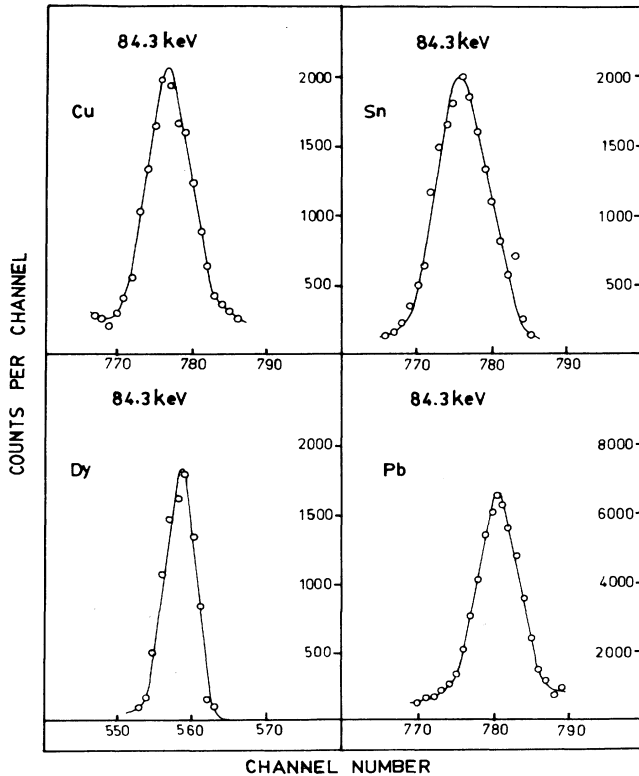 COUNTS PER CHANNEL
84.3 keV
Cu
2000
1500
1000
500
770 780 790
84.3 keV
Sn
2000
1500
1000
500
770 780 790
84.3 keV
Dy
2000
1500
1000
500
550 560 570
84.3 keV
Pb
8000
6000
4000
2000
770 780 790
CHANNEL NUMBER